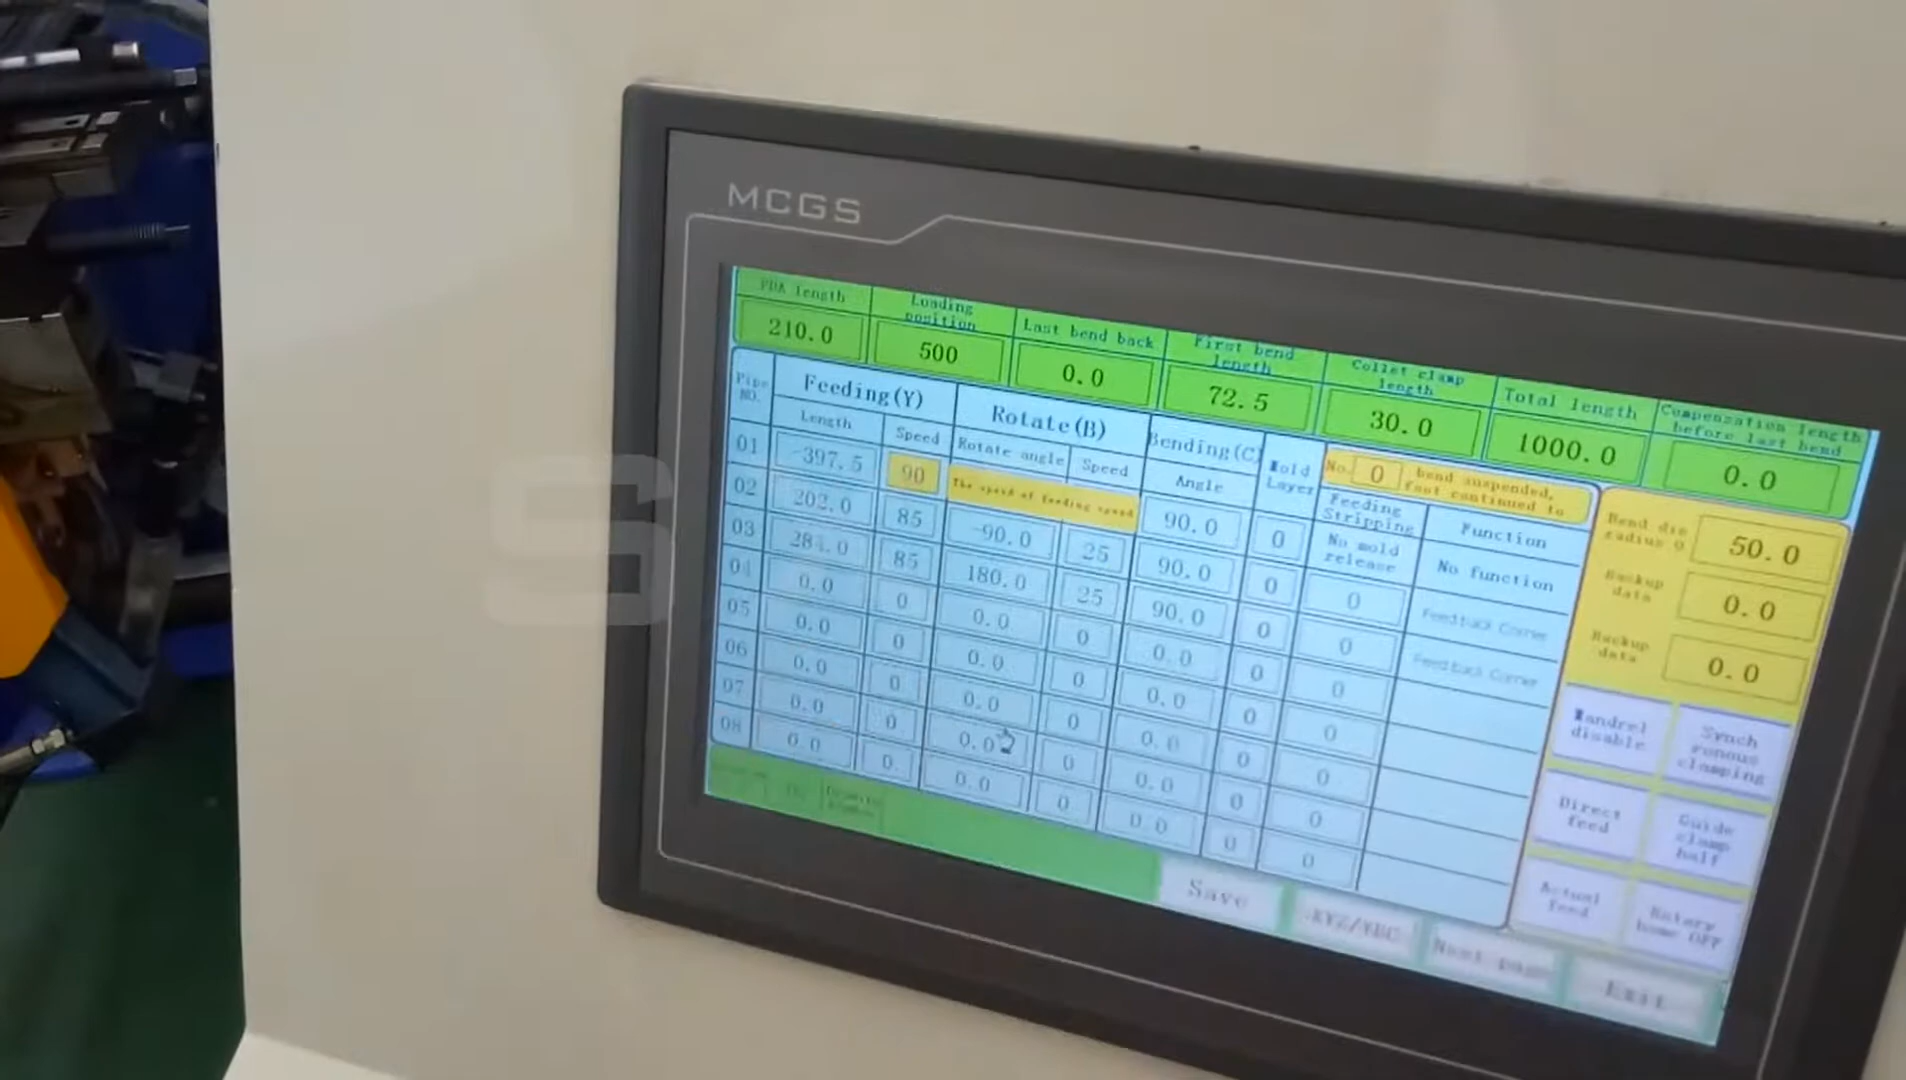 MCGS
PDA length
Loading position
Last bend back
First bend length
Collet clamp length
Total length
Compensation length before last bend
210.0
500
0.0
72.5
30.0
1000.0
0.0
Pipe NO.
Feeding(Y)
Rotate(B)
Bending(C)
Mold Layer
No. 0 bend suspended,
Length
Speed
Rotate angle
Speed
Angle
Feeding Stripping
Function
01 -397.5 90 The speed of feeding speed 90.0 0 No mold release No function
02 202.0 85 -90.0 25 90.0 0 0 Feedback Corner
03 284.0 85 180.0 25 90.0 0 0 Feedback Corner
04 0.0 0 0.0 0 0.0 0 0
05 0.0 0 0.0 0 0.0 0 0
06 0.0 0 0.0 0 0.0 0 0
07 0.0 0 0.0 0 0.0 0 0
08 0.0 0 0.0 0 0.0 0 0
Bend die radius
50.0
Backup data
0.0
Backup data
0.0
Mandrel disable
Synch ronous clamping
Direct feed
Guide clamp half
Actual feed
Rotary home OFF
Save
XYZ/YBC
Next page
Exit
S